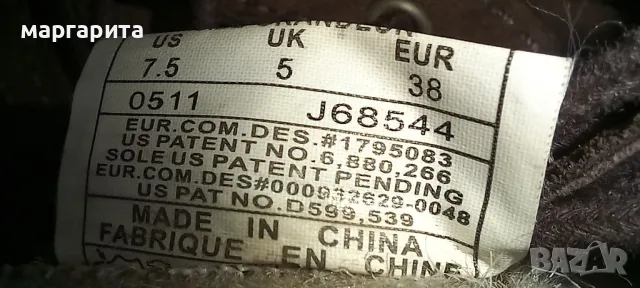 маргарита
US UK EUR
7.5 5 38
0511 J68544
EUR.COM.DES.#1795083
US PATENT NO.6,880,266
SOLE US PATENT PENDING
EUR.COM.DES#000932629-0048
US PAT NO.D599,539
MADE IN CHINA
FABRIQUE EN CHINE
BAZAR